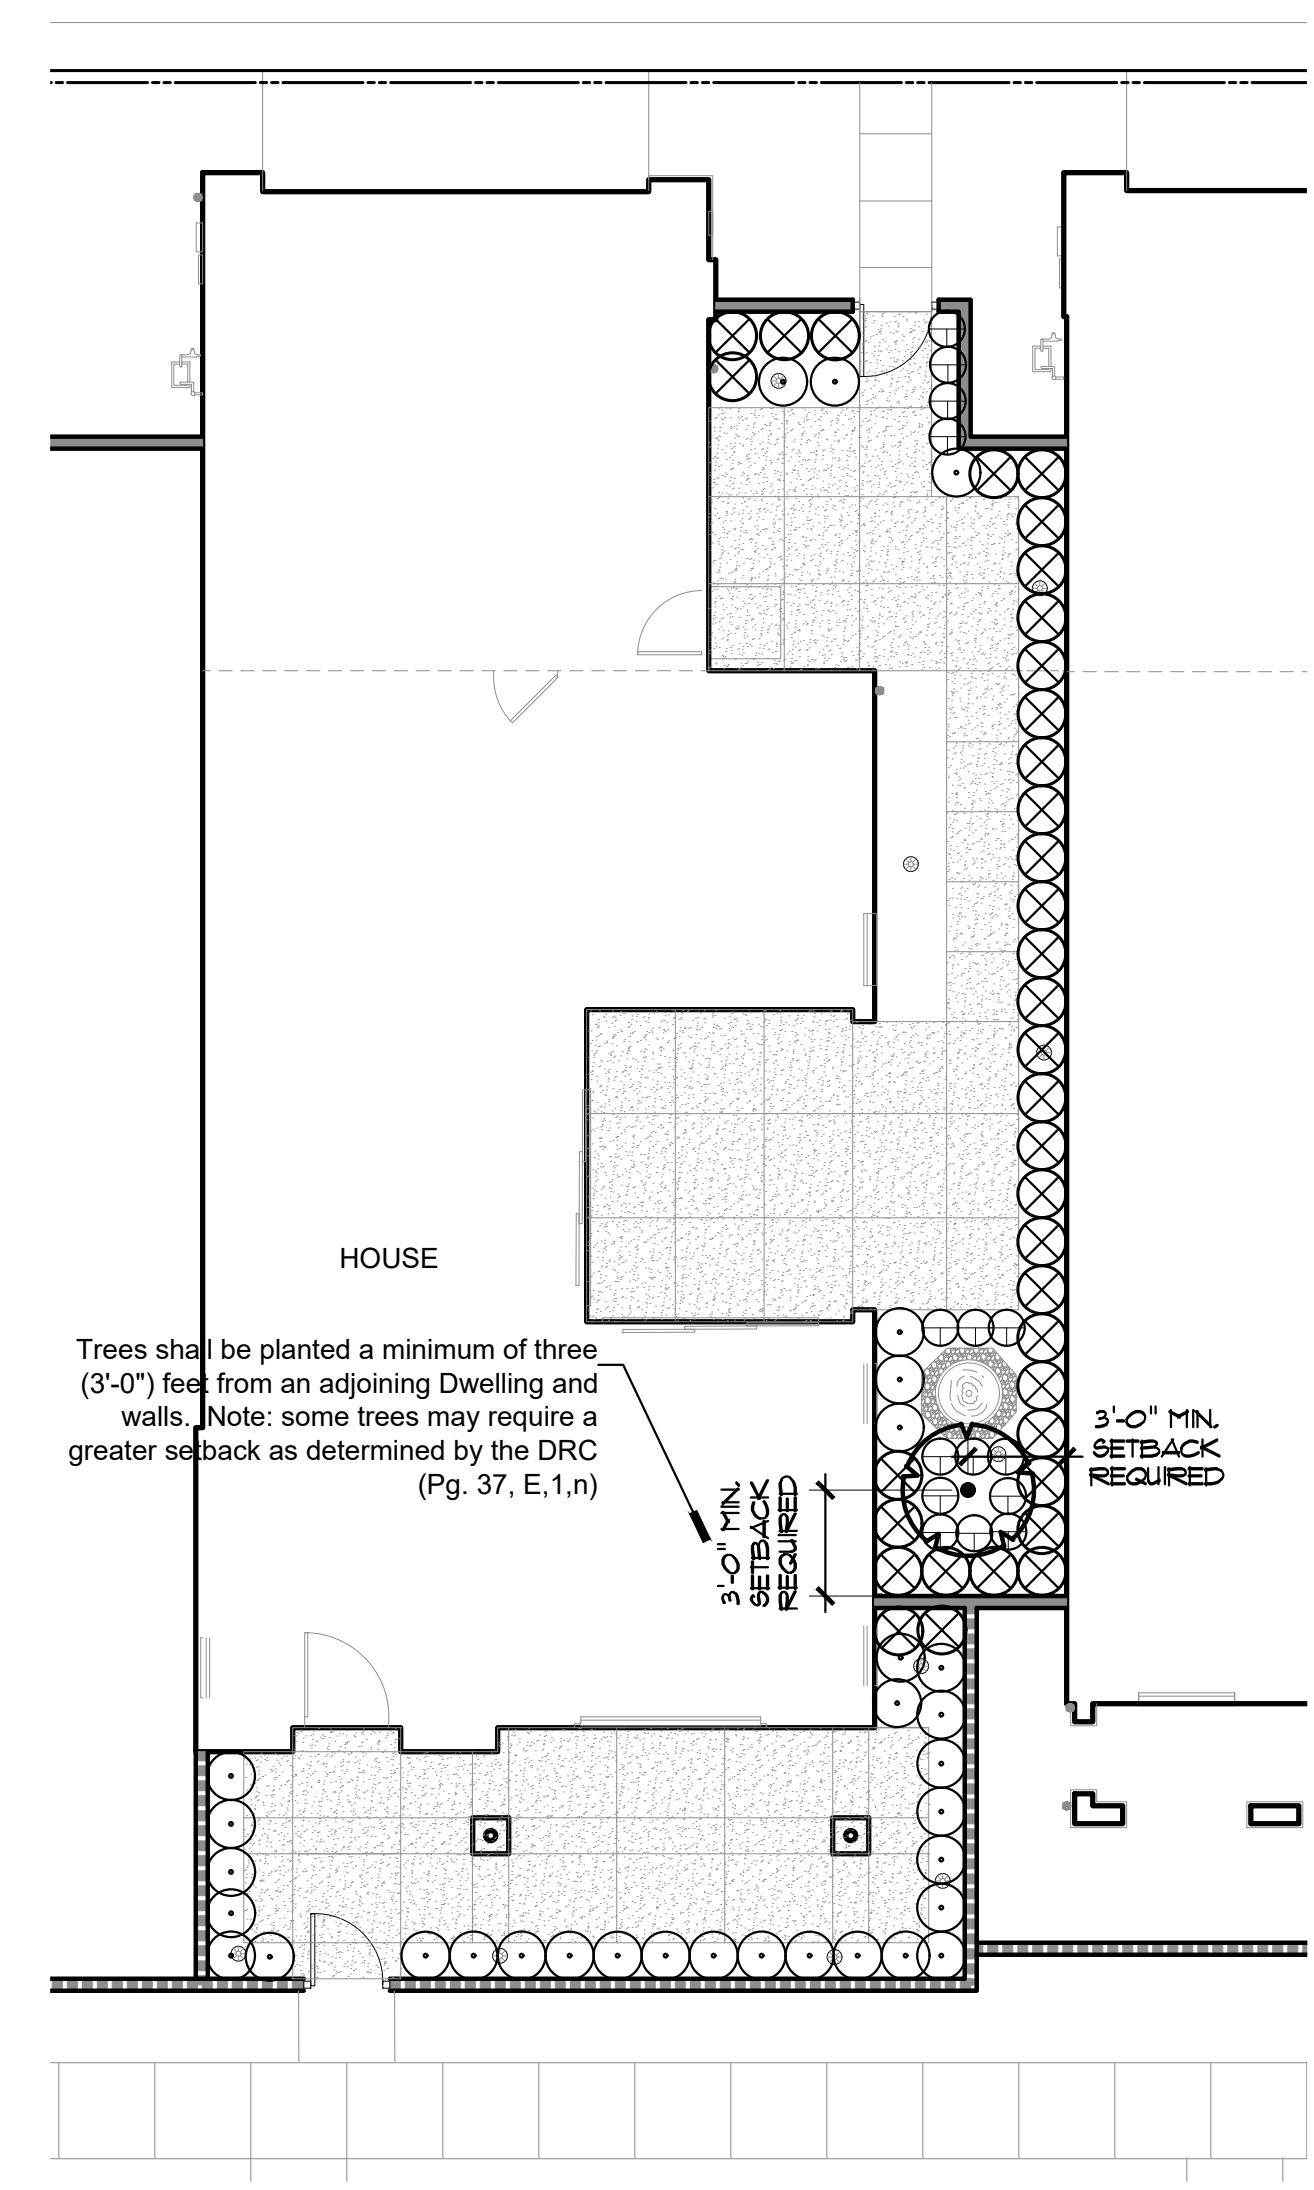 HOUSE
Trees shall be planted a minimum of three
(3'-0") feet from an adjoining Dwelling and
walls. Note: some trees may require a
greater setback as determined by the DRC
(Pg. 37, E,1,n)
3'-0" MIN.
SETBACK
REQUIRED
3'-0" MIN.
SETBACK
REQUIRED